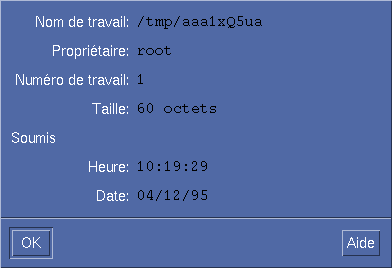 Nom de travail: /tmp/aaa1xQ5ua
Propriétaire: root
Numéro de travail: 1
Taille: 60 octets
Soumis
Heure: 10:19:29
Date: 04/12/95
OK Aide